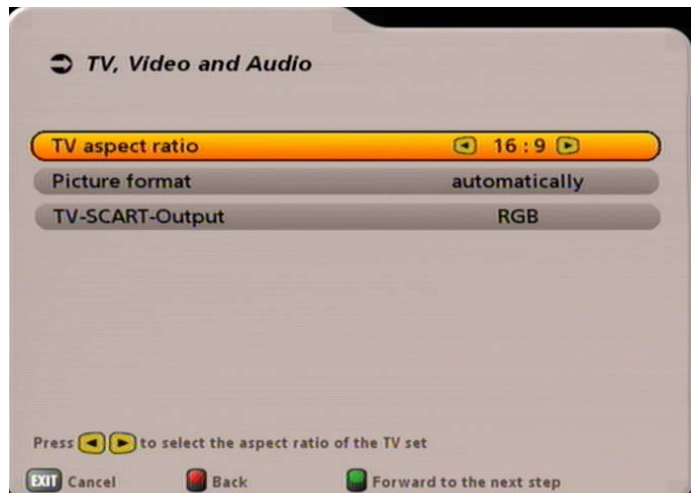 TV, Video and Audio
TV aspect ratio 16 : 9
Picture format automatically
TV-SCART-Output RGB
Press to select the aspect ratio of the TV set
EXIT Cancel Back Forward to the next step